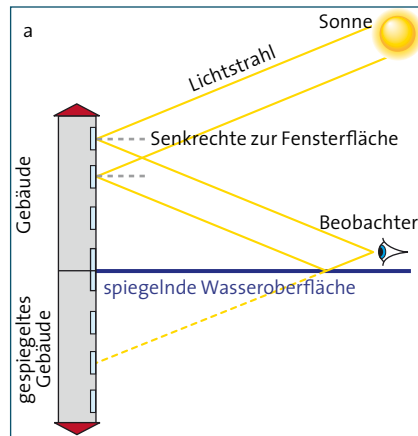 a
Sonne
Lichtstrahl
Senkrechte zur Fensterfläche
Gebäude
Beobachter
spiegelnde Wasseroberfläche
gespiegeltes
Gebäude